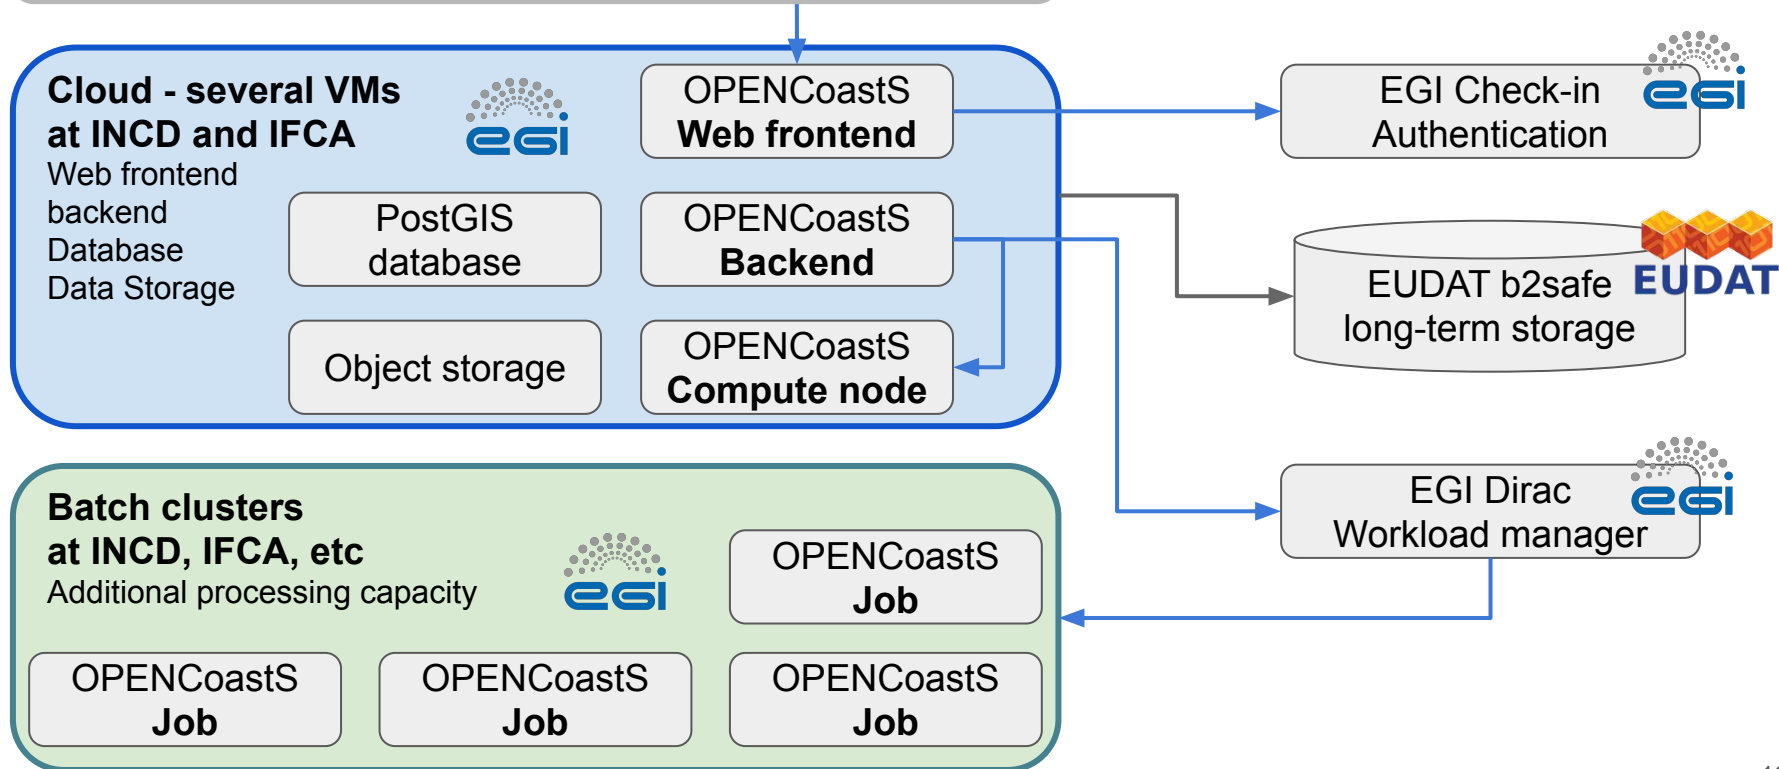 Cloud - several VMs
at INCD and IFCA
Web frontend
backend
Database
Data Storage
egi
OPENCoastS
Web frontend
PostGIS
database
OPENCoastS
Backend
Object storage
OPENCoastS
Compute node
EGI Check-in
Authentication
egi
EUDAT b2safe
long-term storage
EUDAT
EGI Dirac
Workload manager
egi
Batch clusters
at INCD, IFCA, etc
Additional processing capacity
egi
OPENCoastS
Job
OPENCoastS
Job
OPENCoastS
Job
OPENCoastS
Job